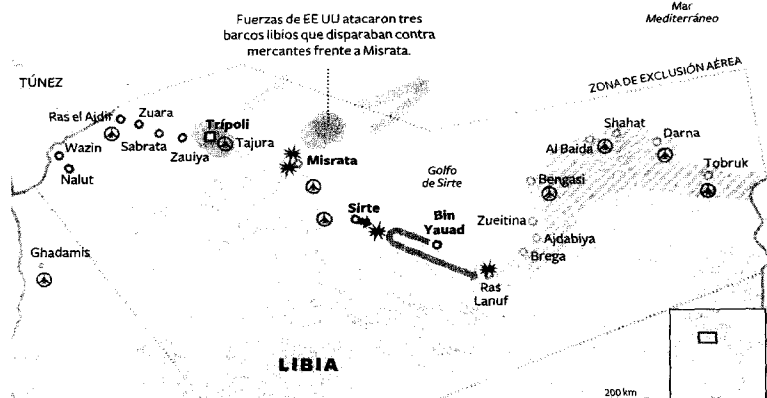 Mar
Mediterráneo
Fuerzas de EE UU atacaron tres
barcos libios que disparaban contra
mercantes frente a Misrata.
TÚNEZ
ZONA DE EXCLUSIÓN AÉREA
Ras el Ajdir
Zuara
Trípoli
Shahat
Darna
Wazin
Sabrata
Tajura
Al Baida
Zauiya
Misrata
Golfo
de Sirte
Tobruk
Nalut
Bengasi
Sirte
Bin
Yauad
Zueitina
Ajdabiya
Ghadamis
Brega
Ras
Lanuf
LIBIA
200 km